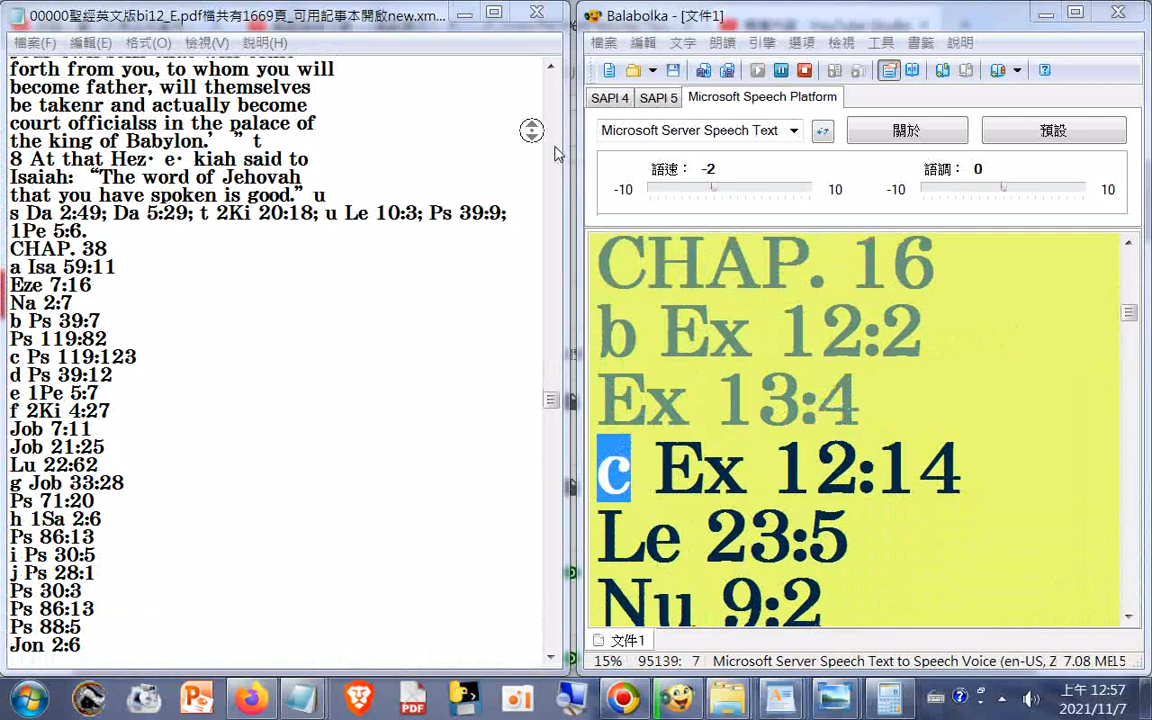 00000聖經英文版bi12_E.pdf檔共有1669頁_可用記事本開啟new.xm...
檔案(F) 編輯(E) 格式(O) 檢視(V) 說明(H)
forth from you, to whom you will
become father, will themselves
be takenr and actually become
court officialss in the palace of
the king of Babylon.’ ” t
8 At that Hez· e· kiah said to
Isaiah: “The word of Jehovah
that you have spoken is good.” u
s Da 2:49; Da 5:29; t 2Ki 20:18; u Le 10:3; Ps 39:9;
1Pe 5:6.
CHAP. 38
a Isa 59:11
Eze 7:16
Na 2:7
b Ps 39:7
Ps 119:82
c Ps 119:123
d Ps 39:12
e 1Pe 5:7
f 2Ki 4:27
Job 7:11
Job 21:25
Lu 22:62
g Job 33:28
Ps 71:20
h 1Sa 2:6
Ps 86:13
i Ps 30:5
j Ps 28:1
Ps 30:3
Ps 86:13
Ps 88:5
Jon 2:6
Balabolka - [文件1]
檔案 編輯 文字 朗讀 引擎 選項 檢視 工具 書籤 說明
SAPI 4 SAPI 5 Microsoft Speech Platform
Microsoft Server Speech Text 關於 預設
語速: -2 語調: 0
-10 10 -10 10
CHAP. 16
b Ex 12:2
Ex 13:4
c Ex 12:14
Le 23:5
Nu 9:2
文件1
15% 95139: 7 Microsoft Server Speech Text to Speech Voice (en-US, Z 7.08 ME
PDF
上午 12:57
2021/11/7